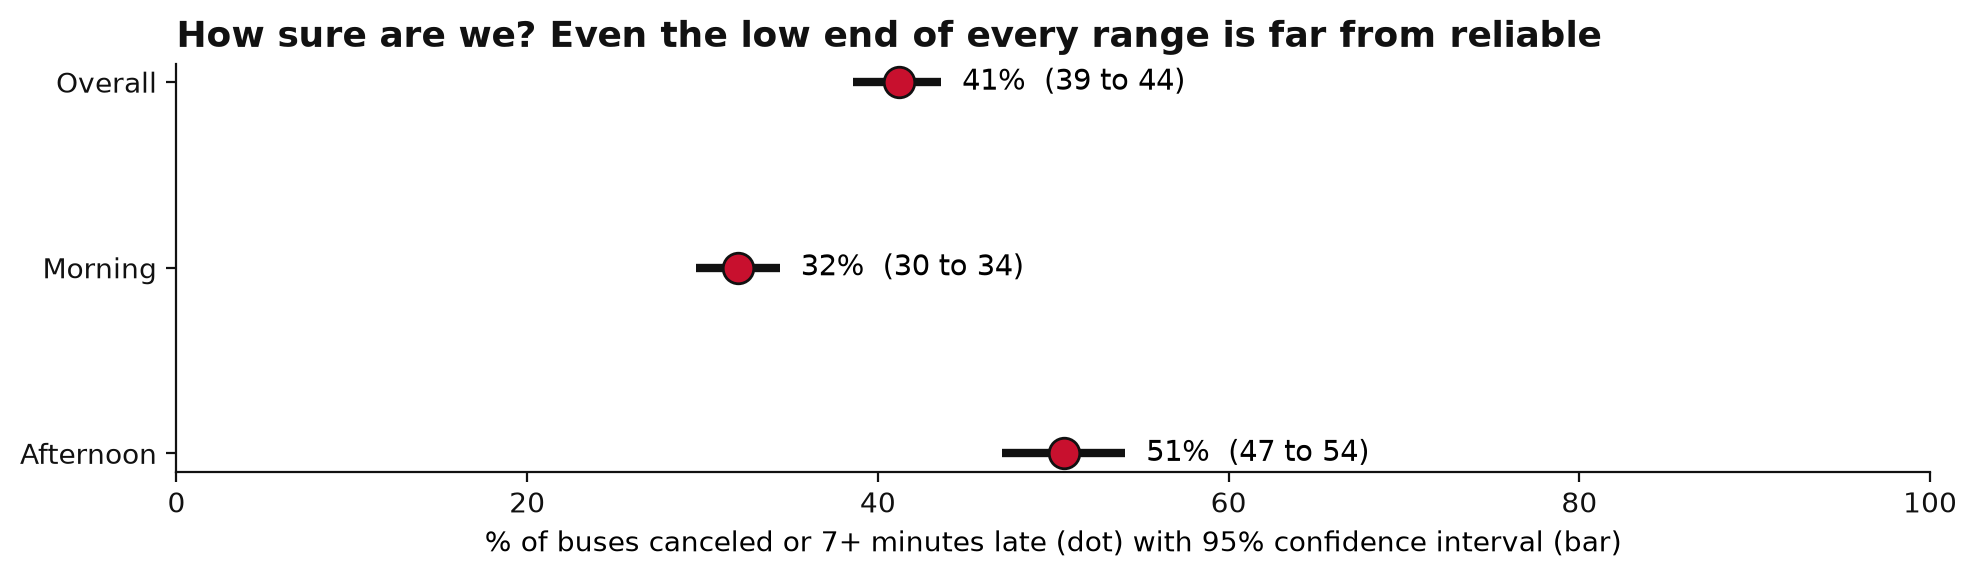 How sure are we? Even the low end of every range is far from reliable
Overall
41%  (39 to 44)
Morning
32%  (30 to 34)
Afternoon
51%  (47 to 54)
0 20 40 60 80 100
% of buses canceled or 7+ minutes late (dot) with 95% confidence interval (bar)